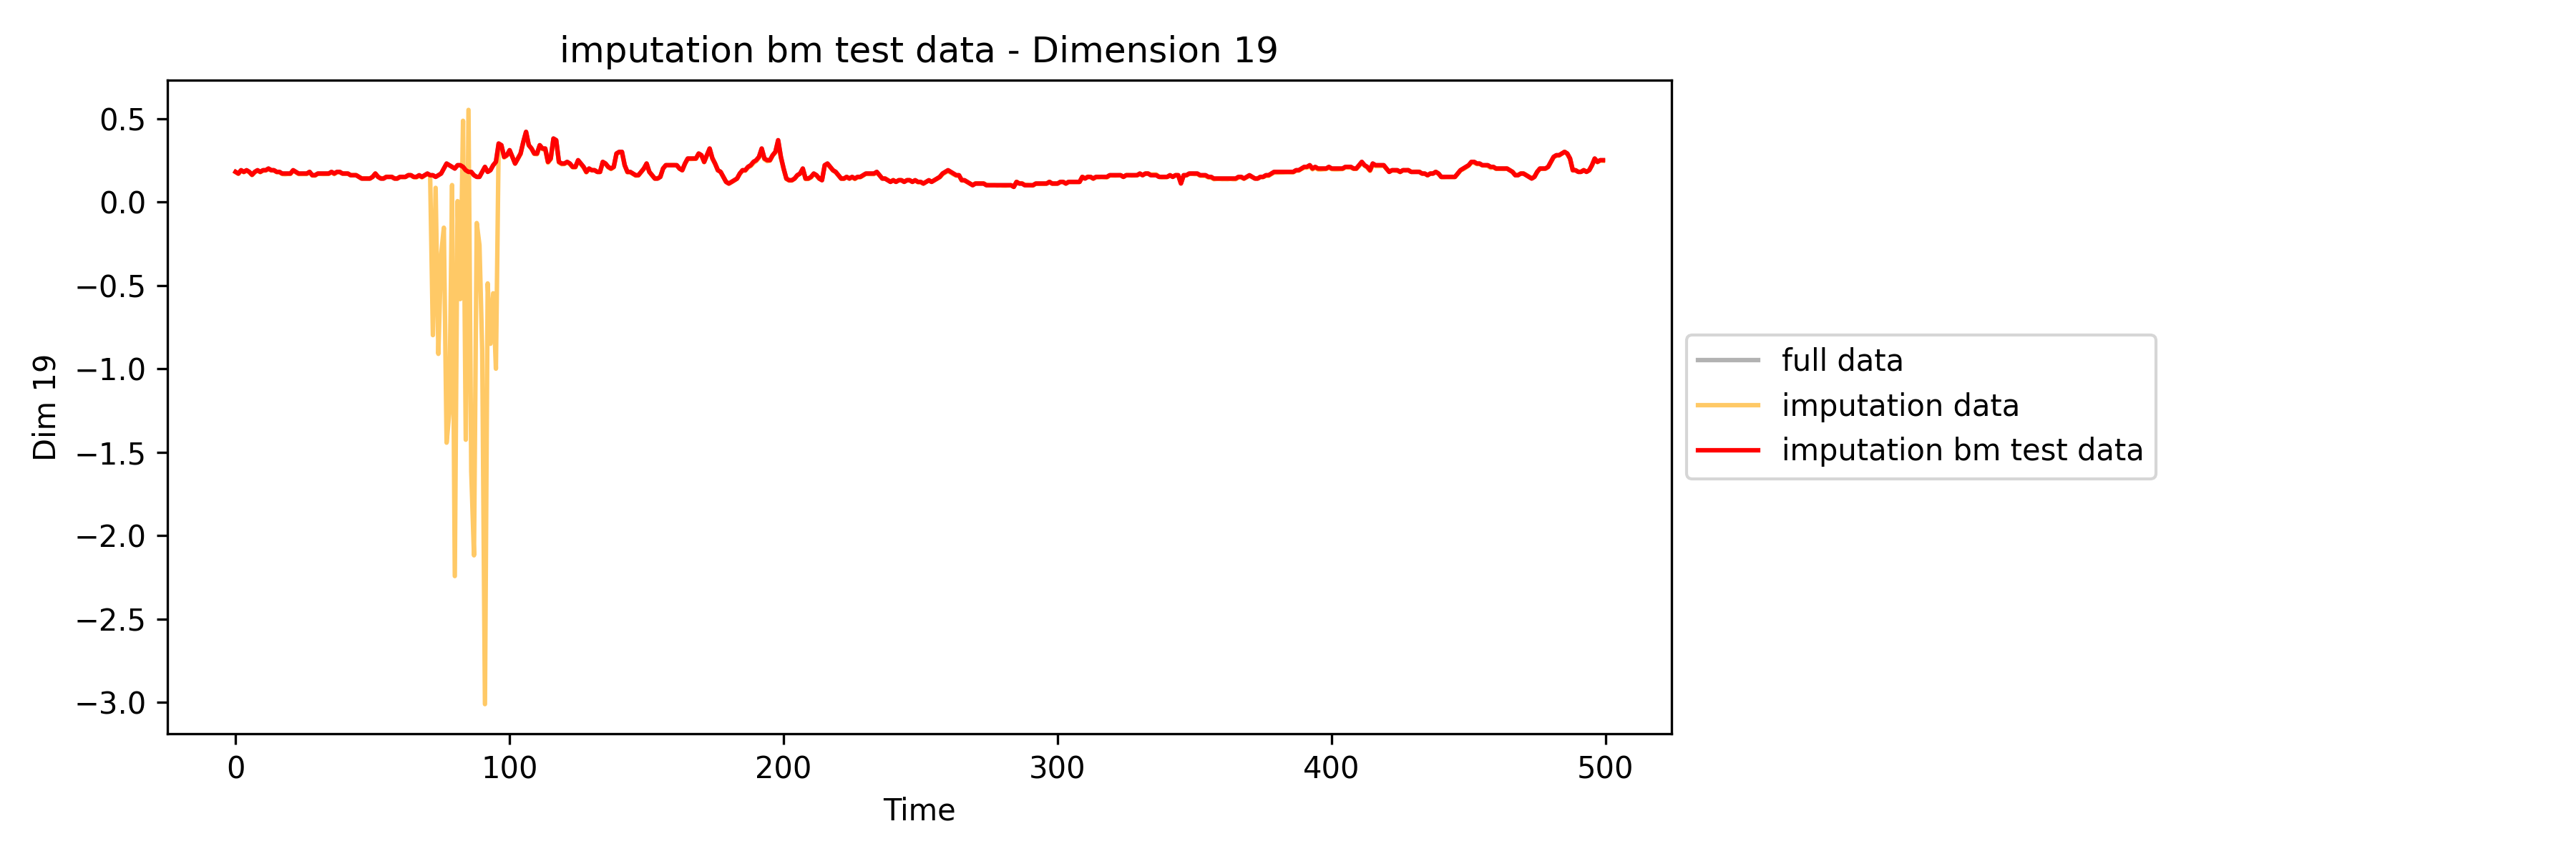 imputation bm test data - Dimension 19
0.5
0.0
−0.5
−1.0
−1.5
−2.0
−2.5
−3.0
Dim 19
0 100 200 300 400 500
Time
full data
imputation data
imputation bm test data